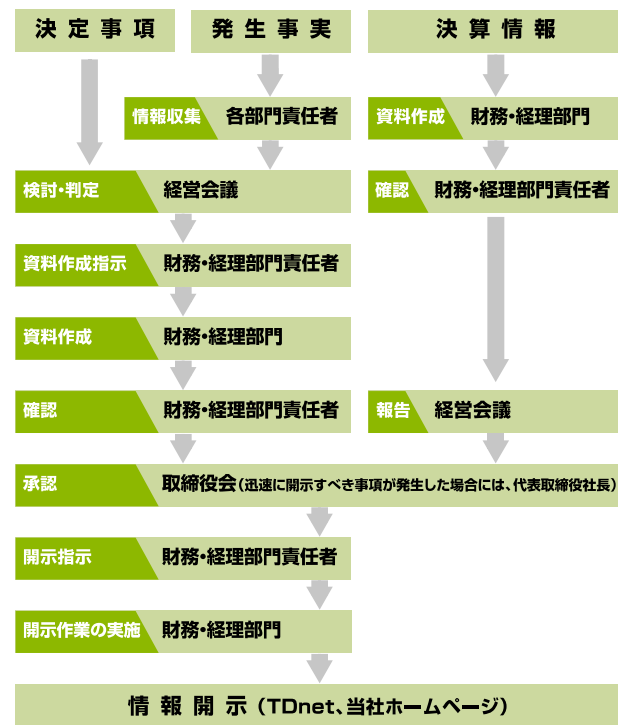 決定事項
発生事実
決算情報
情報収集 各部門責任者
資料作成 財務・経理部門
検討・判定 経営会議
確認 財務・経理部門責任者
資料作成指示 財務・経理部門責任者
資料作成 財務・経理部門
確認 財務・経理部門責任者
報告 経営会議
承認 取締役会(迅速に開示すべき事項が発生した場合には、代表取締役社長)
開示指示 財務・経理部門責任者
開示作業の実施 財務・経理部門
情報開示(TDnet、当社ホームページ)